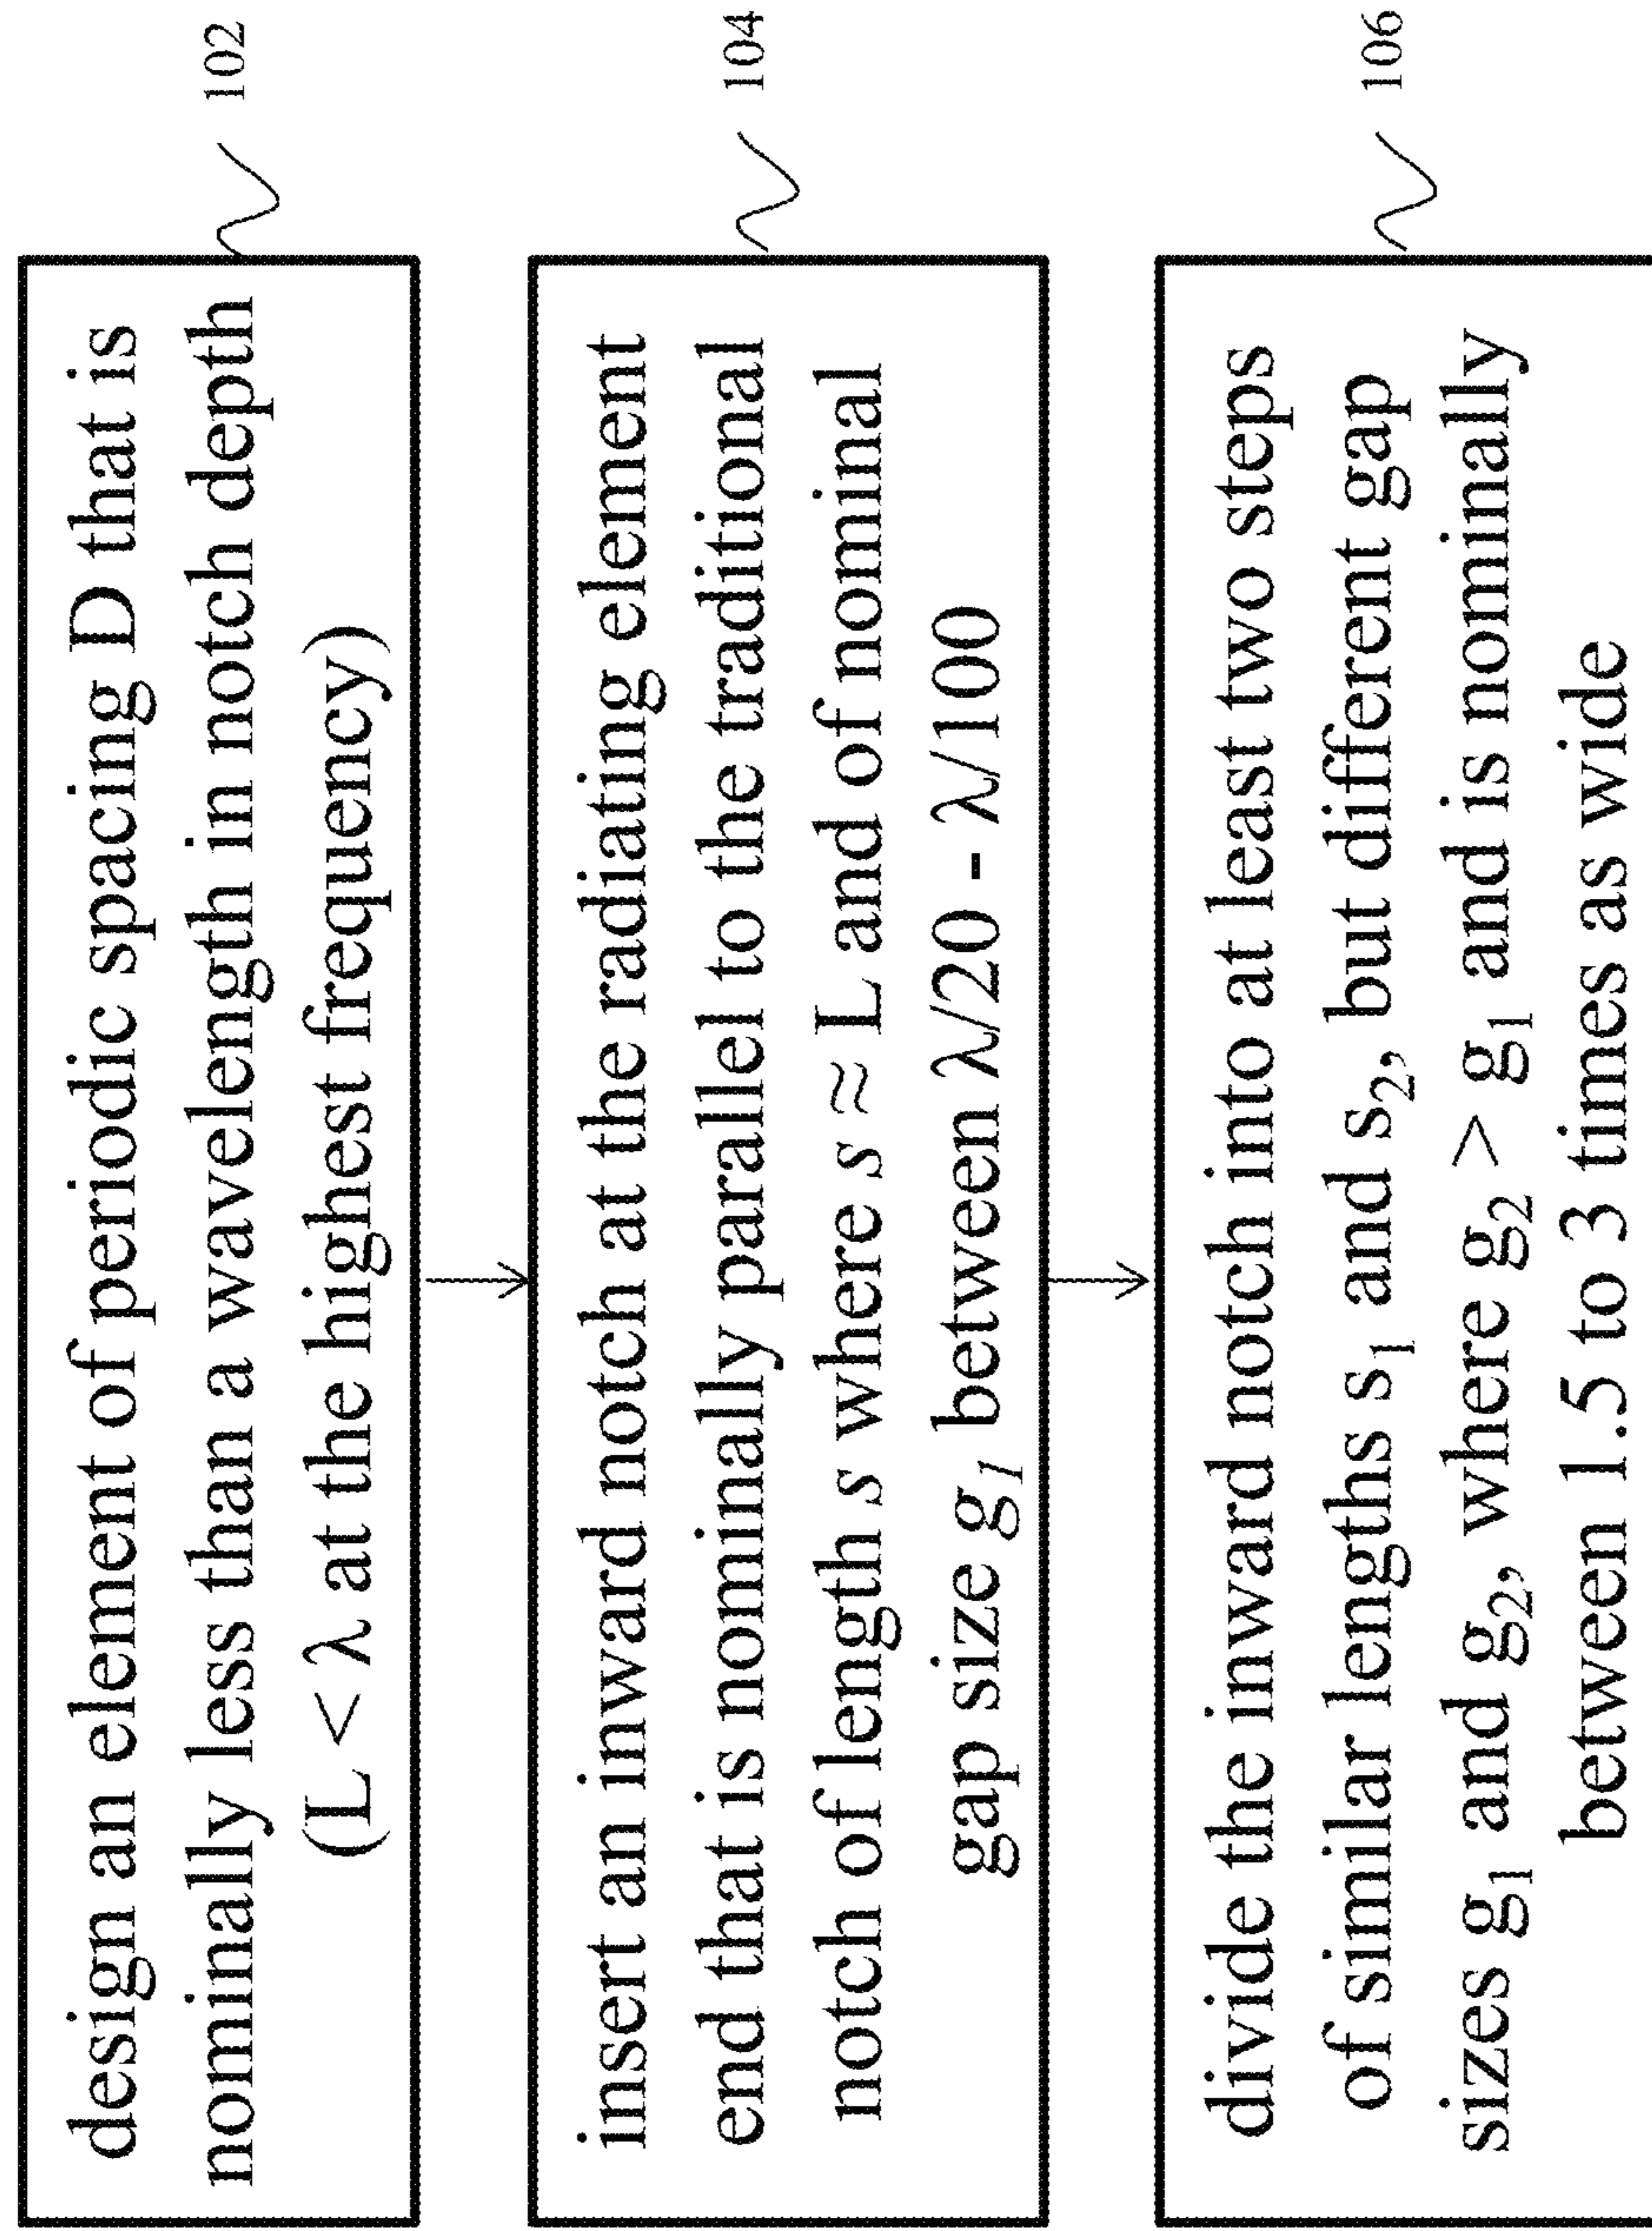 design an element of periodic spacing D that is
nominally less than a wavelength in notch depth
(L < λ at the highest frequency)
102
insert an inward notch at the radiating element
end that is nominally parallel to the traditional
notch of length s where s ≈ L and of nominal
gap size g₁ between λ/20 - λ/100
104
divide the inward notch into at least two steps
of similar lengths s₁ and s₂, but different gap
sizes g₁ and g₂, where g₂ > g₁ and is nominally
between 1.5 to 3 times as wide
106